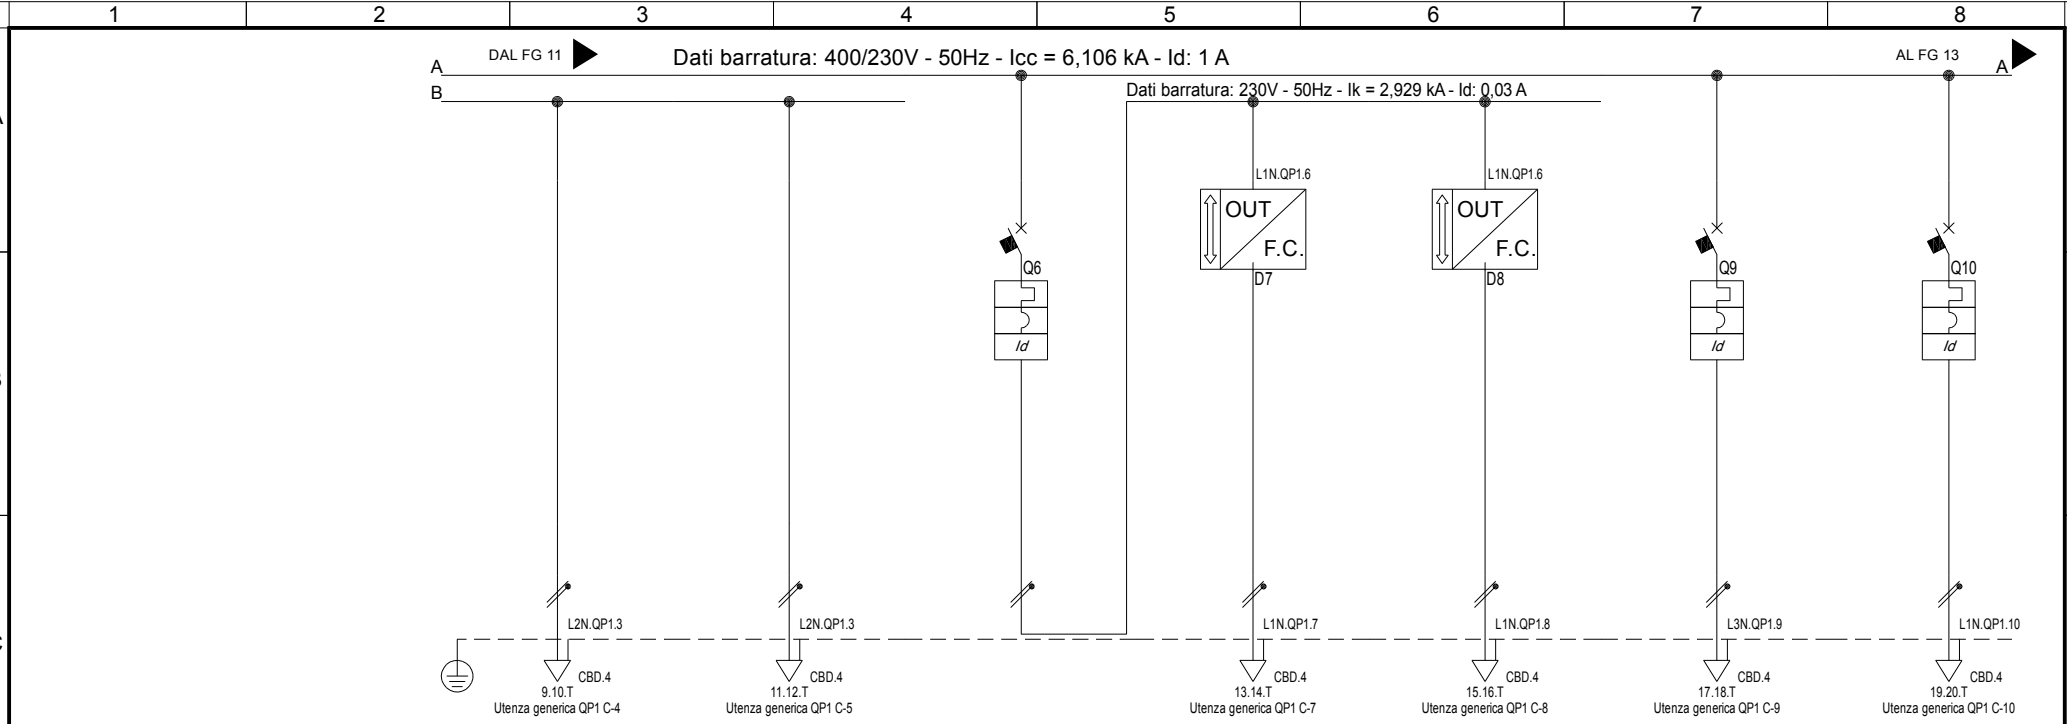 1 2 3 4 5 6 7 8
DAL FG 11 Dati barratura: 400/230V - 50Hz - Icc = 6,106 kA - Id: 1 A AL FG 13
A A
B Dati barratura: 230V - 50Hz - Ik = 2,929 kA - Id: 0,03 A
L1N.QP1.6 L1N.QP1.6
OUT OUT
F.C. F.C.
Q6 D7 D8 Q9 Q10
Id Id Id
L2N.QP1.3 L2N.QP1.3 L1N.QP1.7 L1N.QP1.8 L3N.QP1.9 L1N.QP1.10
CBD.4 CBD.4 CBD.4 CBD.4 CBD.4 CBD.4
9.10.T 11.12.T 13.14.T 15.16.T 17.18.T 19.20.T
Utenza generica QP1 C-4 Utenza generica QP1 C-5 Utenza generica QP1 C-7 Utenza generica QP1 C-8 Utenza generica QP1 C-9 Utenza generica QP1 C-10